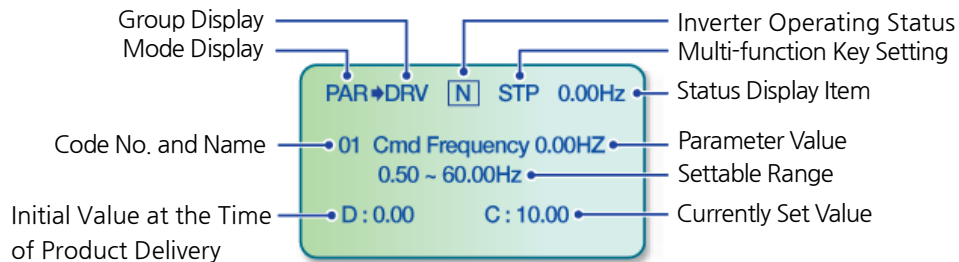 Group Display
Mode Display
Inverter Operating Status
Multi-function Key Setting
PAR➡DRV N STP 0.00Hz
Status Display Item
Code No. and Name
01 Cmd Frequency 0.00HZ
Parameter Value
0.50 ~ 60.00Hz
Settable Range
Initial Value at the Time
of Product Delivery
D : 0.00 C : 10.00
Currently Set Value